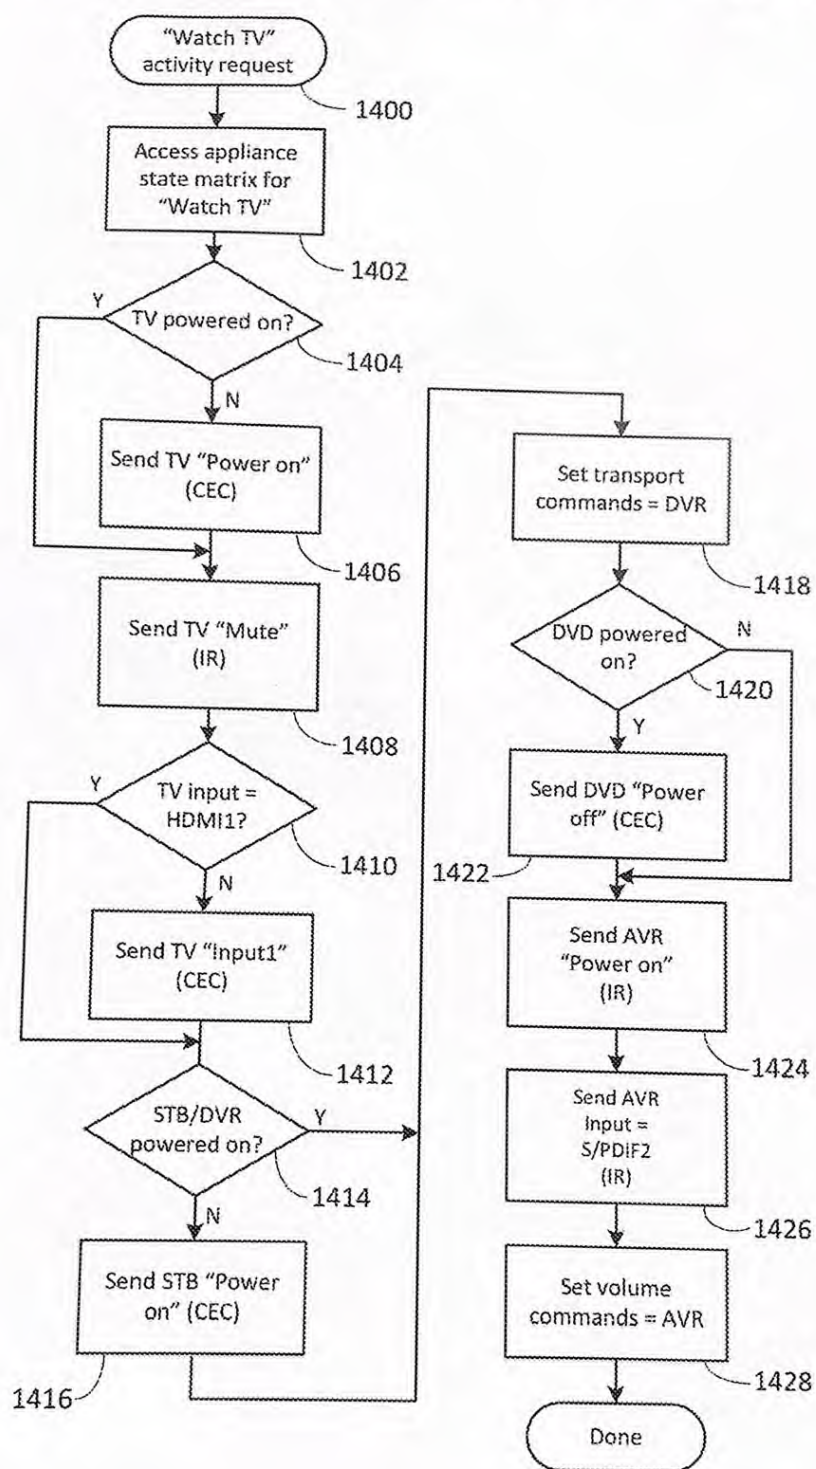 “Watch TV”
activity request
1400
Access appliance
state matrix for
“Watch TV”
1402
Y
TV powered on?
1404
N
Send TV “Power on”
(CEC)
1406
Send TV “Mute”
(IR)
1408
Y
TV input =
HDMI1?
1410
N
Send TV “Input1”
(CEC)
1412
STB/DVR
powered on?
Y
1414
N
Send STB “Power
on” (CEC)
1416
Set transport
commands = DVR
1418
DVD powered
on?
N
1420
Y
Send DVD “Power
off” (CEC)
1422
Send AVR
“Power on”
(IR)
1424
Send AVR
Input =
S/PDIF2
(IR)
1426
Set volume
commands = AVR
1428
Done